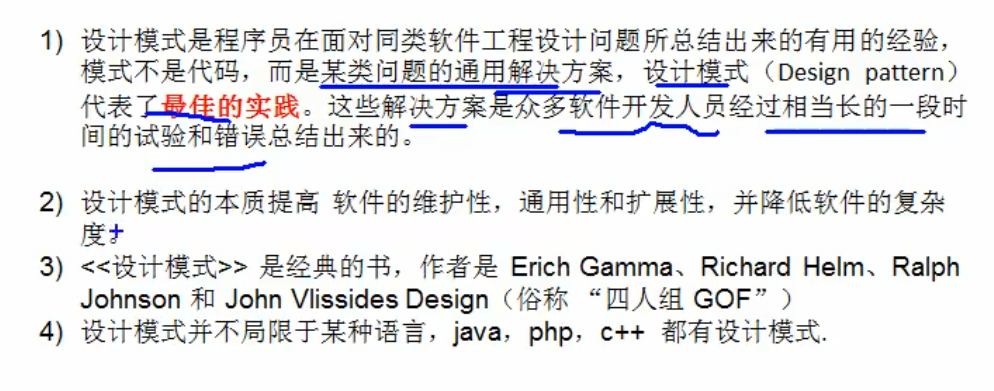 1) 设计模式是程序员在面对同类软件工程设计问题所总结出来的有用的经验，
模式不是代码，而是某类问题的通用解决方案，设计模式（Design pattern）
代表了最佳的实践。这些解决方案是众多软件开发人员经过相当长的一段时
间的试验和错误总结出来的。
2) 设计模式的本质提高 软件的维护性，通用性和扩展性，并降低软件的复杂
度。
3) <<设计模式>> 是经典的书，作者是 Erich Gamma、Richard Helm、Ralph
Johnson 和 John Vlissides Design（俗称 “四人组 GOF”）
4) 设计模式并不局限于某种语言，java，php，c++ 都有设计模式.